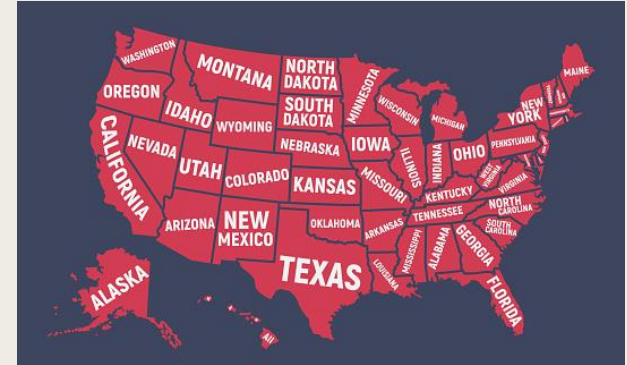 WASHINGTON
OREGON
CALIFORNIA
NEVADA
IDAHO
MONTANA
WYOMING
UTAH
COLORADO
ARIZONA
NEW
MEXICO
NORTH
DAKOTA
SOUTH
DAKOTA
NEBRASKA
KANSAS
OKLAHOMA
TEXAS
MINNESOTA
IOWA
MISSOURI
ARKANSAS
LOUISIANA
WISCONSIN
ILLINOIS
MICHIGAN
INDIANA
OHIO
KENTUCKY
TENNESSEE
MISSISSIPPI
ALABAMA
GEORGIA
FLORIDA
SOUTH
CAROLINA
NORTH
CAROLINA
VIRGINIA
WEST
VIRGINIA
PENNSYLVANIA
NEW
YORK
MAINE
ALASKA